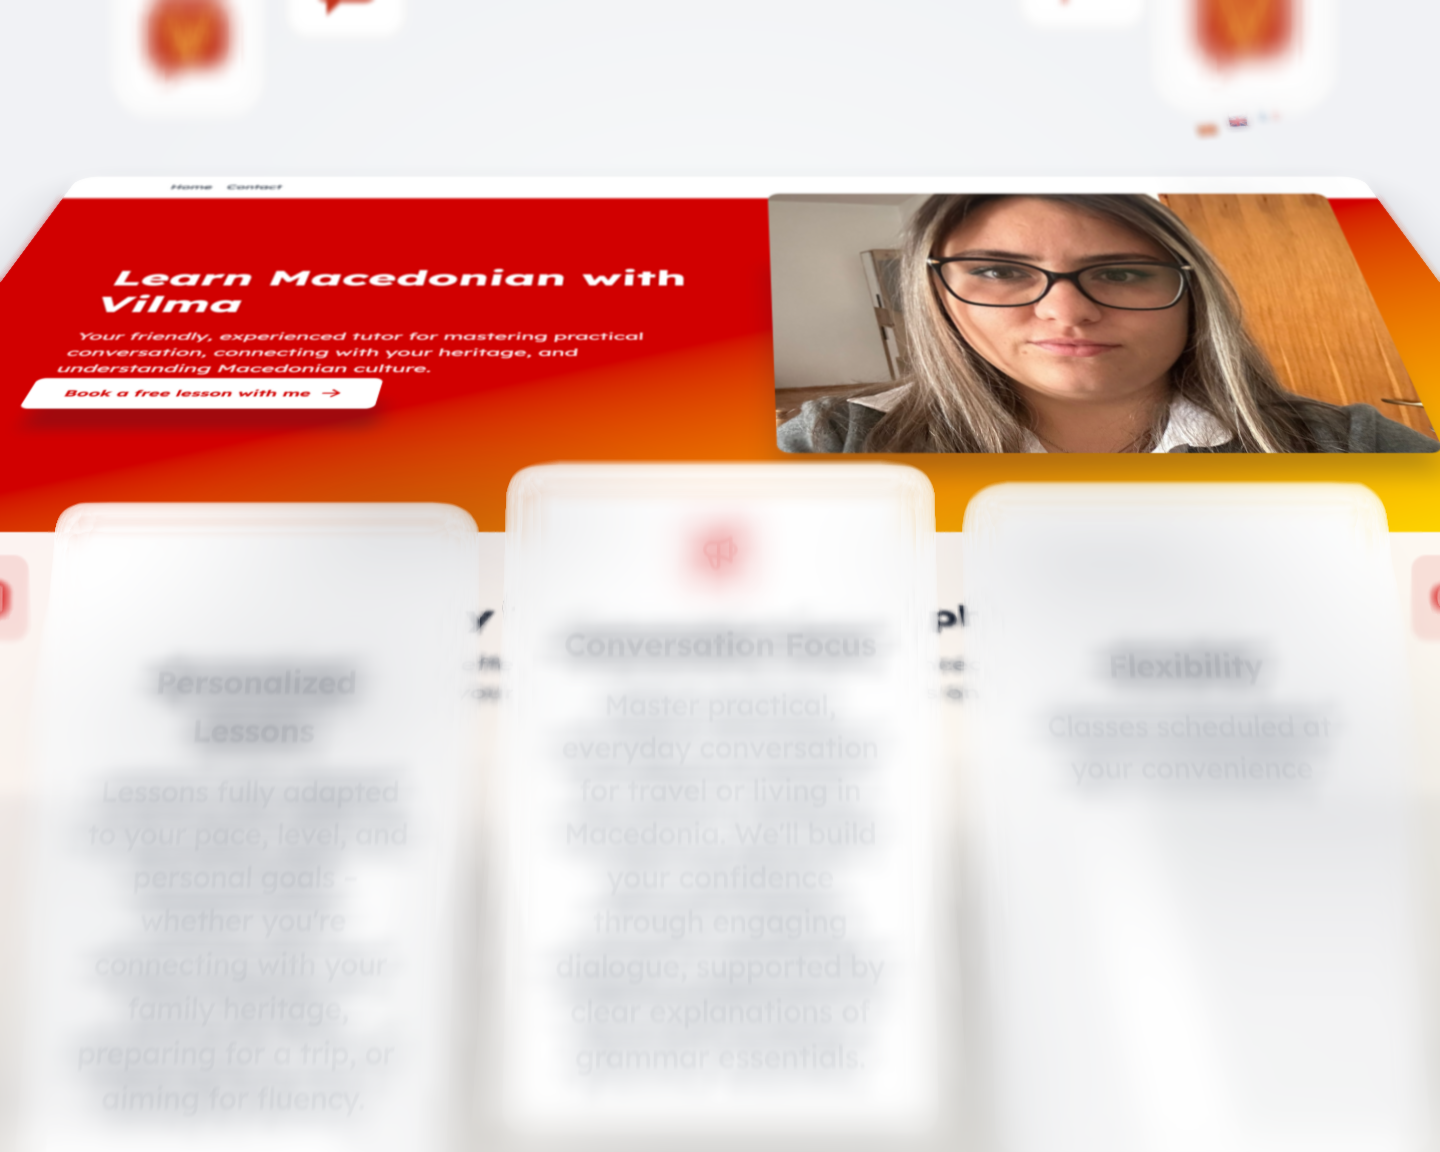 Home Contact
Learn Macedonian with
Vilma
Your friendly, experienced tutor for mastering practical
conversation, connecting with your heritage, and
understanding Macedonian culture.
Book a free lesson with me →
Personalized
Lessons
Lessons fully adapted
to your pace, level, and
personal goals -
whether you're
connecting with your
family heritage,
preparing for a trip, or
aiming for fluency.
Conversation Focus
Master practical,
everyday conversation
for travel or living in
Macedonia. We'll build
your confidence
through engaging
dialogue, supported by
clear explanations of
grammar essentials.
Flexibility
Classes scheduled at
your convenience